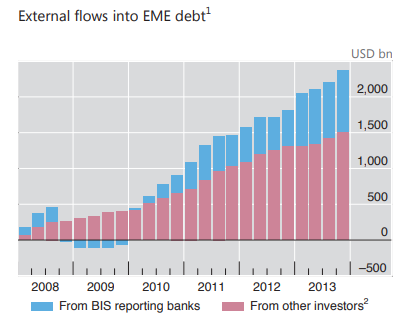 External flows into EME debt¹
USD bn
2,000
1,500
1,000
500
0
–500
2008 2009 2010 2011 2012 2013
From BIS reporting banks From other investors²